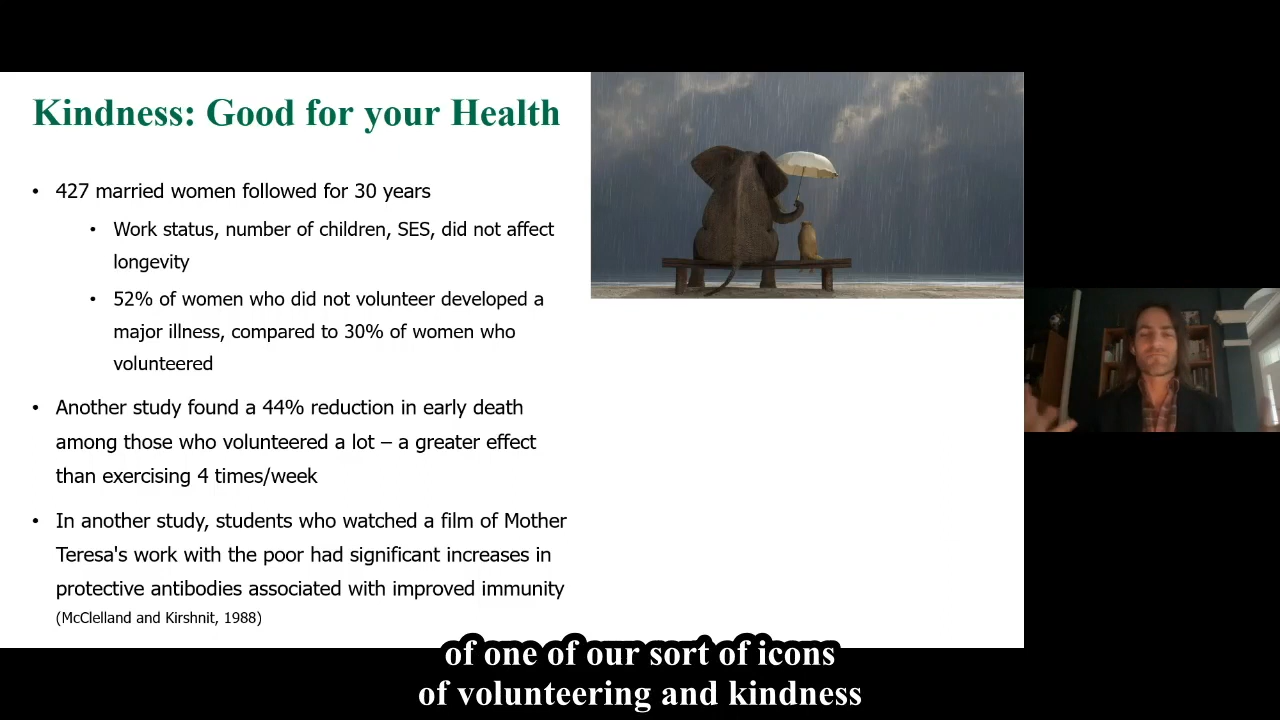 Kindness: Good for your Health
• 427 married women followed for 30 years
• Work status, number of children, SES, did not affect
longevity
• 52% of women who did not volunteer developed a
major illness, compared to 30% of women who
volunteered
• Another study found a 44% reduction in early death
among those who volunteered a lot – a greater effect
than exercising 4 times/week
• In another study, students who watched a film of Mother
Teresa's work with the poor had significant increases in
protective antibodies associated with improved immunity
(McClelland and Kirshnit, 1988)
of one of our sort of icons
of volunteering and kindness